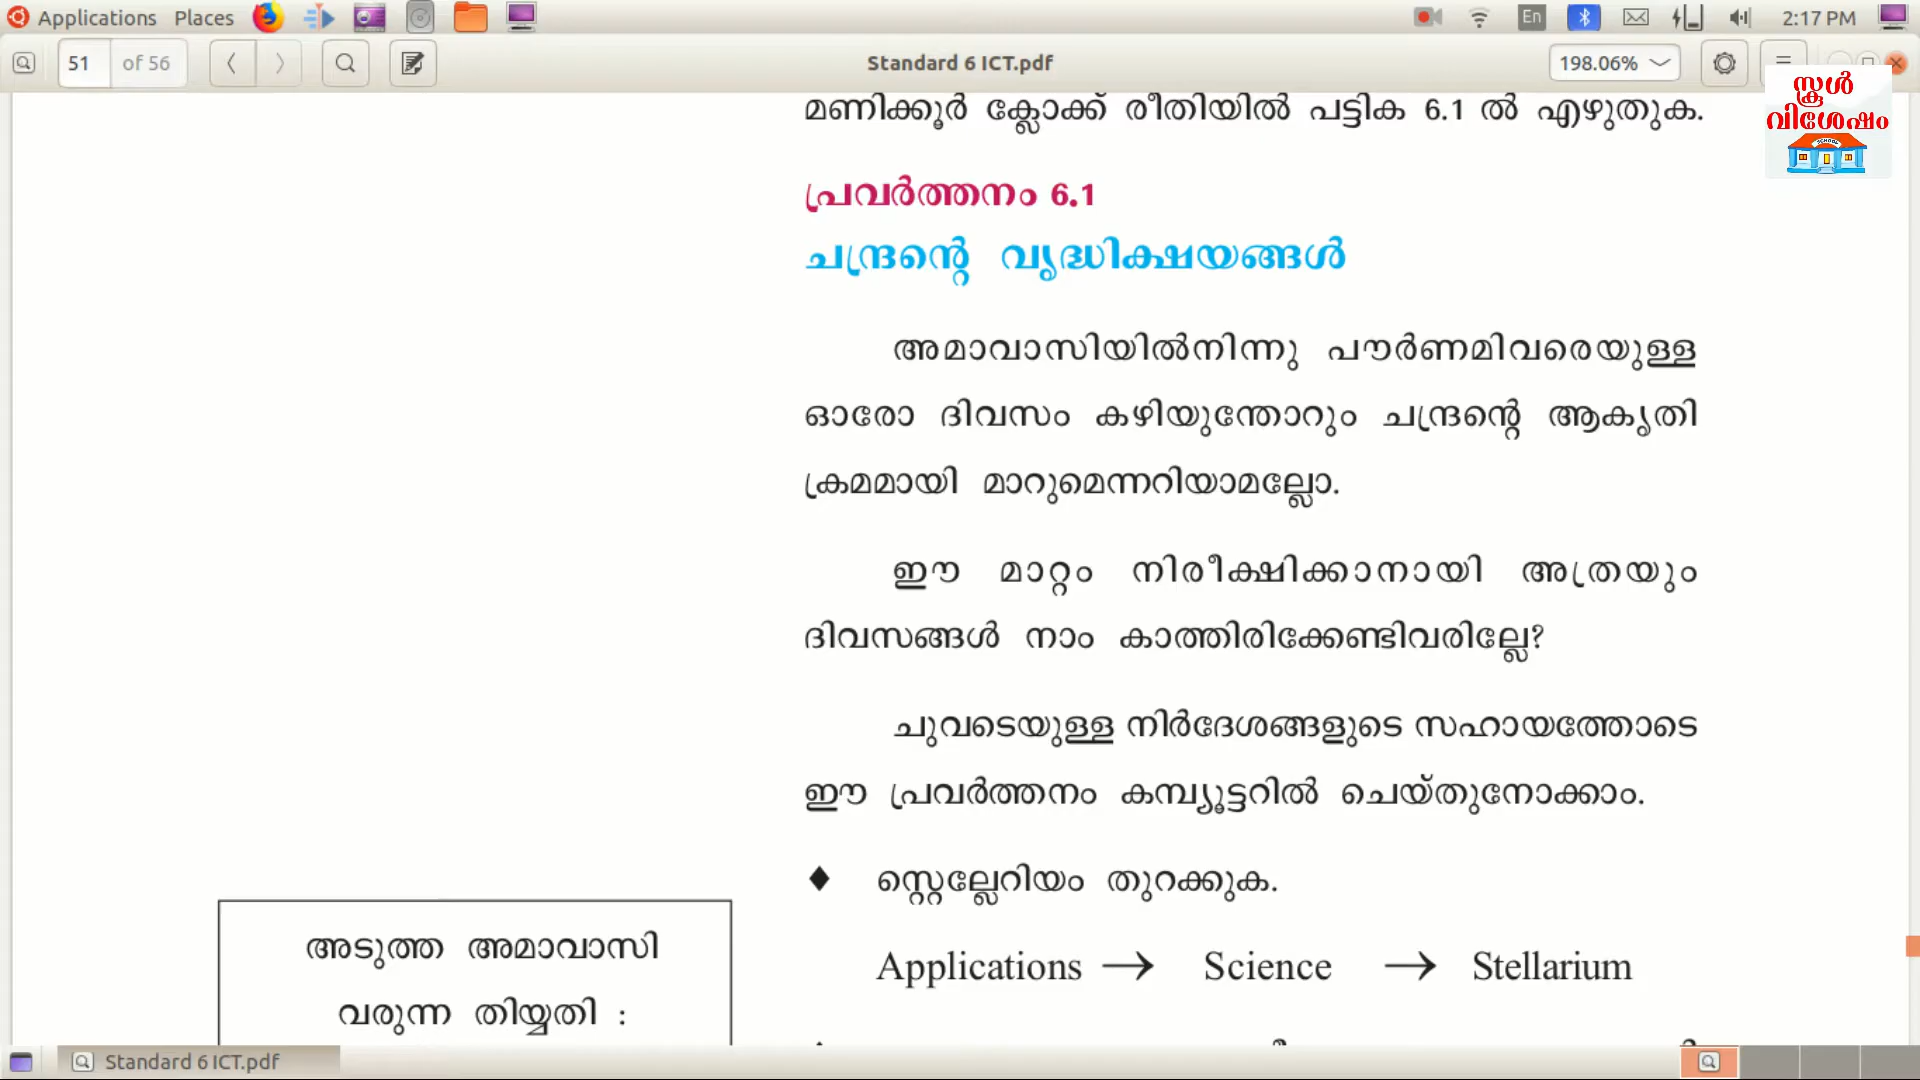 Applications Places En 2:17 PM
51 of 56 Standard 6 ICT.pdf 198.06%
സ്കൂൾ
വിശേഷം
SCHOOL
മണിക്കൂർ ക്ലോക്ക് രീതിയിൽ പട്ടിക 6.1 ൽ എഴുതുക.
പ്രവർത്തനം 6.1
ചന്ദ്രന്റെ വൃദ്ധിക്ഷയങ്ങൾ
അമാവാസിയിൽനിന്നു പൗർണമിവരെയുള്ള
ഓരോ ദിവസം കഴിയുന്തോറും ചന്ദ്രന്റെ ആകൃതി
ക്രമമായി മാറുമെന്നറിയാമല്ലോ.
ഈ മാറ്റം നിരീക്ഷിക്കാനായി അത്രയും
ദിവസങ്ങൾ നാം കാത്തിരിക്കേണ്ടിവരില്ലേ?
ചുവടെയുള്ള നിർദേശങ്ങളുടെ സഹായത്തോടെ
ഈ പ്രവർത്തനം കമ്പ്യൂട്ടറിൽ ചെയ്തുനോക്കാം.
♦ സ്റ്റെല്ലേറിയം തുറക്കുക.
Applications → Science → Stellarium
അടുത്ത അമാവാസി
വരുന്ന തിയ്യതി :
Standard 6 ICT.pdf